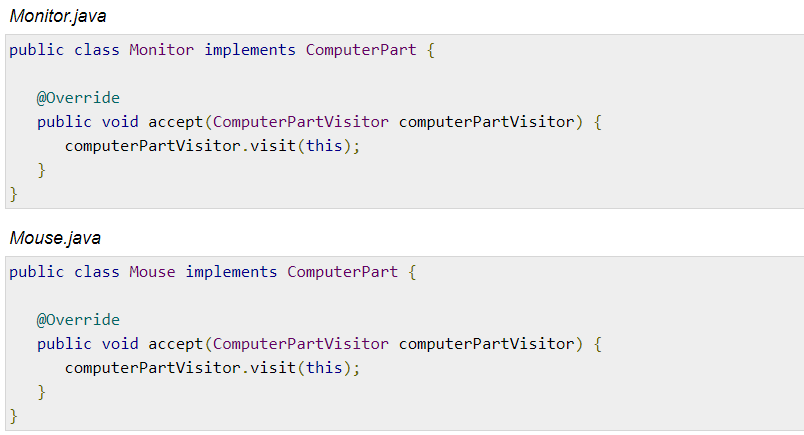 Monitor.java
public class Monitor implements ComputerPart {
@Override
public void accept(ComputerPartVisitor computerPartVisitor) {
computerPartVisitor.visit(this);
}
}
Mouse.java
public class Mouse implements ComputerPart {
@Override
public void accept(ComputerPartVisitor computerPartVisitor) {
computerPartVisitor.visit(this);
}
}